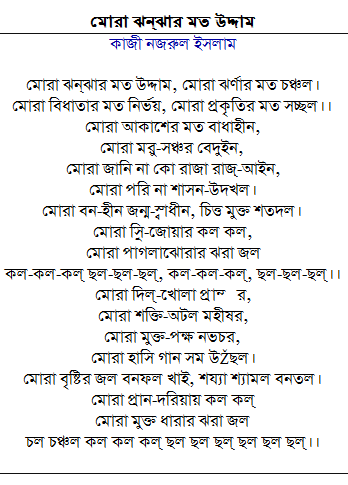 মোরা ঝন্ঝার মত উদ্দাম
কাজী নজরুল ইসলাম
মোরা ঝন্ঝার মত উদ্দাম, মোরা ঝর্ণার মত চঞ্চল।
মোরা বিধাতার মত নির্ভয়, মোরা প্রকৃতির মত সচ্ছল।।
মোরা আকাশের মত বাধাহীন,
মোরা মরু-সঞ্চর বেদুইন,
মোরা জানি না কো রাজা রাজ্-আইন,
মোরা পরি না শাসন-উদখল।
মোরা বন-হীন জন্ম-স্বাধীন, চিত্ত মুক্ত শতদল।
মোরা -জোয়ার কল কল,
মোরা পাগলাঝোরার ঝরা জল
কল-কল-কল্ ছল-ছল-ছল্, কল-কল-কল্, ছল-ছল-ছল্।।
মোরা দিল্-খোলা
মোরা শক্তি-অটল মহীষর,
মোরা মুক্ত-পক্ষ নভচর,
মোরা হাসি গান সম
মোরা বৃষ্টির জল বনফল খাই, শয্যা শ্যামল বনতল।
মোরা প্রান-দরিয়ায় কল কল্
মোরা মুক্ত ধারার ঝরা জল
চল চঞ্চল কল কল কল্ ছল ছল ছল্ ছল ছল ছল্।।